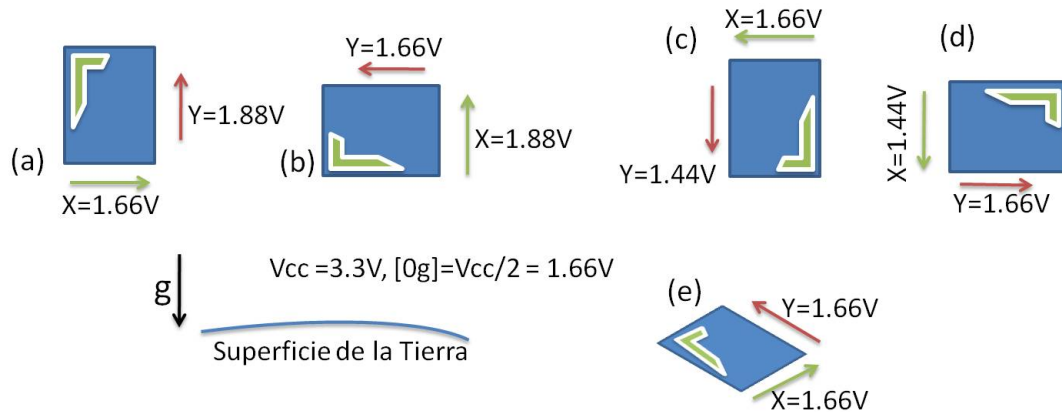 (a)
Y=1.88V
X=1.66V
Y=1.66V
(b)
X=1.88V
(c)
X=1.66V
Y=1.44V
(d)
X=1.44V
Y=1.66V
g
Vcc =3.3V, [0g]=Vcc/2 = 1.66V
Superficie de la Tierra
(e)
Y=1.66V
X=1.66V